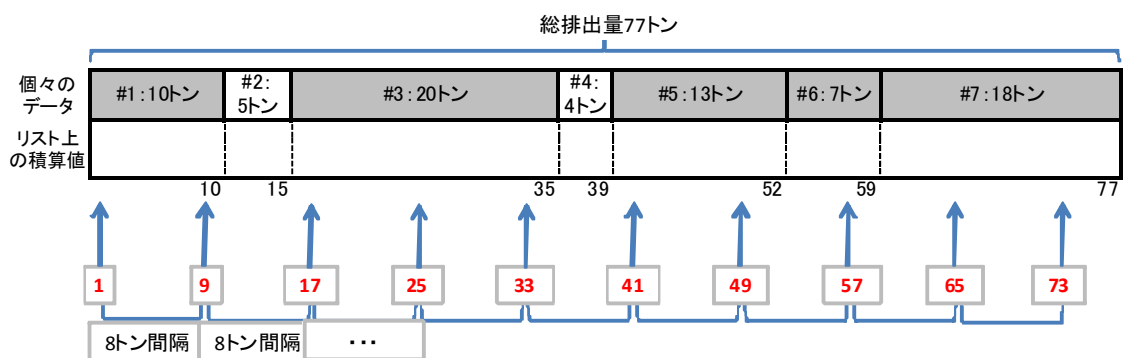 総排出量77トン
個々の
データ
#1:10トン
#2:
5トン
#3:20トン
#4:
4トン
#5:13トン
#6:7トン
#7:18トン
リスト上
の積算値
10 15 35 39 52 59 77
1 9 17 25 33 41 49 57 65 73
8トン間隔 8トン間隔 ・・・